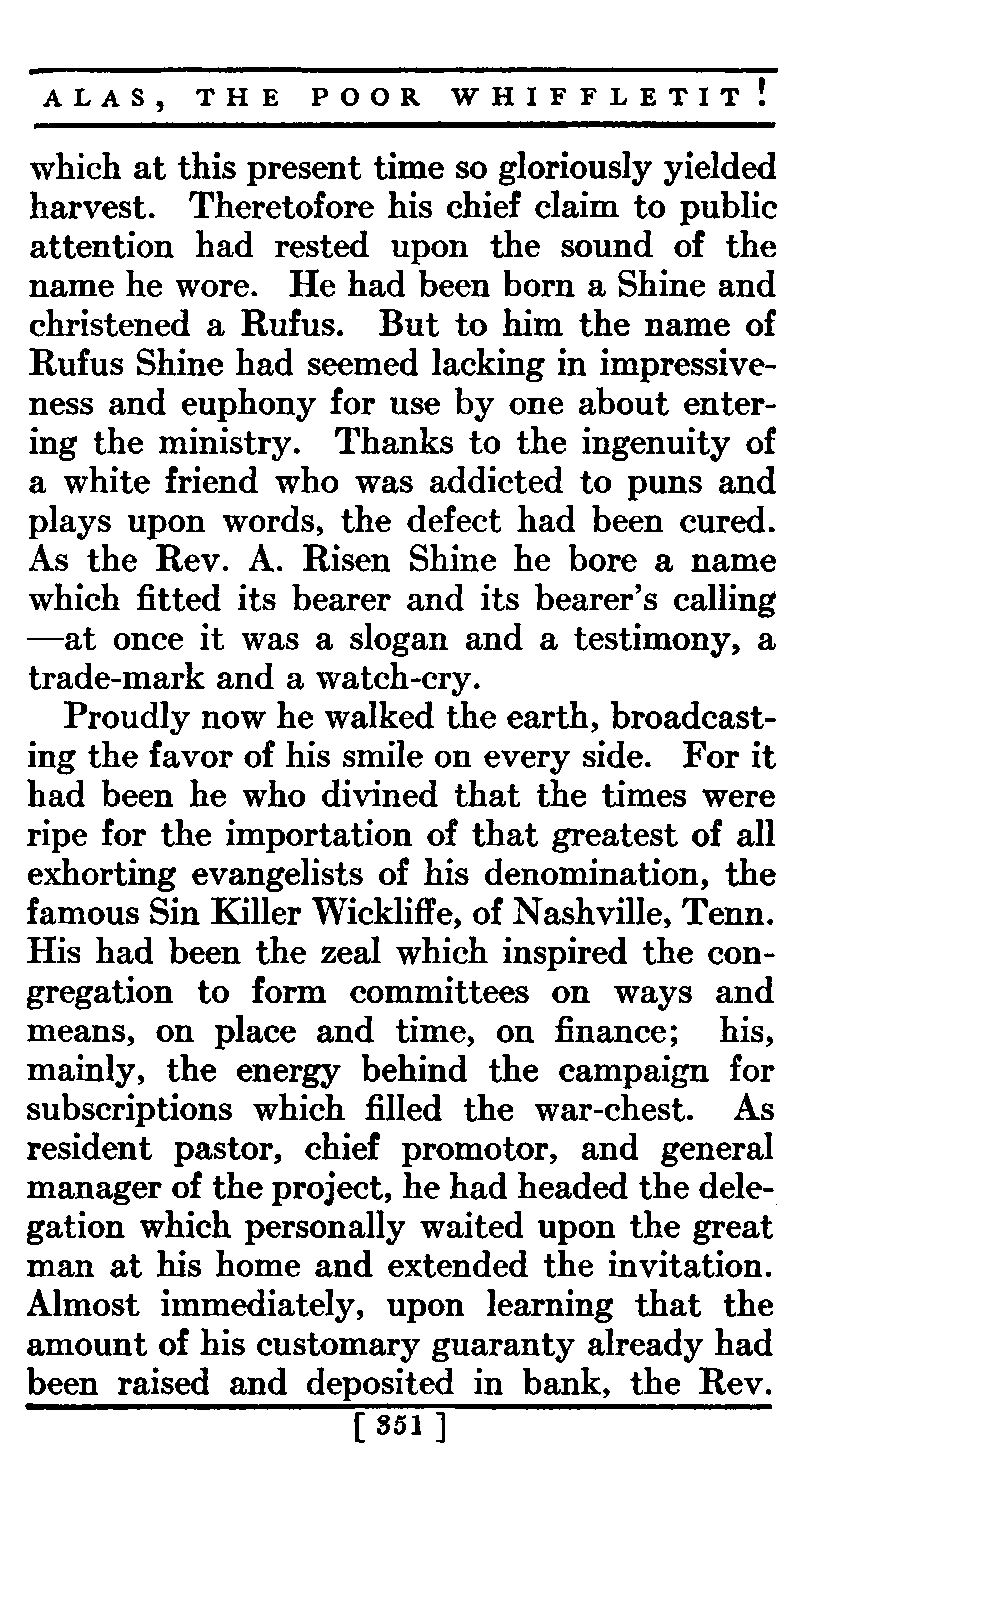 ALAS, THE POOR WHIFFLETIT!
which at this present time so gloriously yielded
harvest. Theretofore his chief claim to public
attention had rested upon the sound of the
name he wore. He had been born a Shine and
christened a Rufus. But to him the name of
Rufus Shine had seemed lacking in impressive-
ness and euphony for use by one about enter-
ing the ministry. Thanks to the ingenuity of
a white friend who was addicted to puns and
plays upon words, the defect had been cured.
As the Rev. A. Risen Shine he bore a name
which fitted its bearer and its bearer's calling
—at once it was a slogan and a testimony, a
trade-mark and a watch-cry.
Proudly now he walked the earth, broadcast-
ing the favor of his smile on every side. For it
had been he who divined that the times were
ripe for the importation of that greatest of all
exhorting evangelists of his denomination, the
famous Sin Killer Wickliffe, of Nashville, Tenn.
His had been the zeal which inspired the con-
gregation to form committees on ways and
means, on place and time, on finance; his,
mainly, the energy behind the campaign for
subscriptions which filled the war-chest. As
resident pastor, chief promotor, and general
manager of the project, he had headed the dele-
gation which personally waited upon the great
man at his home and extended the invitation.
Almost immediately, upon learning that the
amount of his customary guaranty already had
been raised and deposited in bank, the Rev.
[ 351 ]